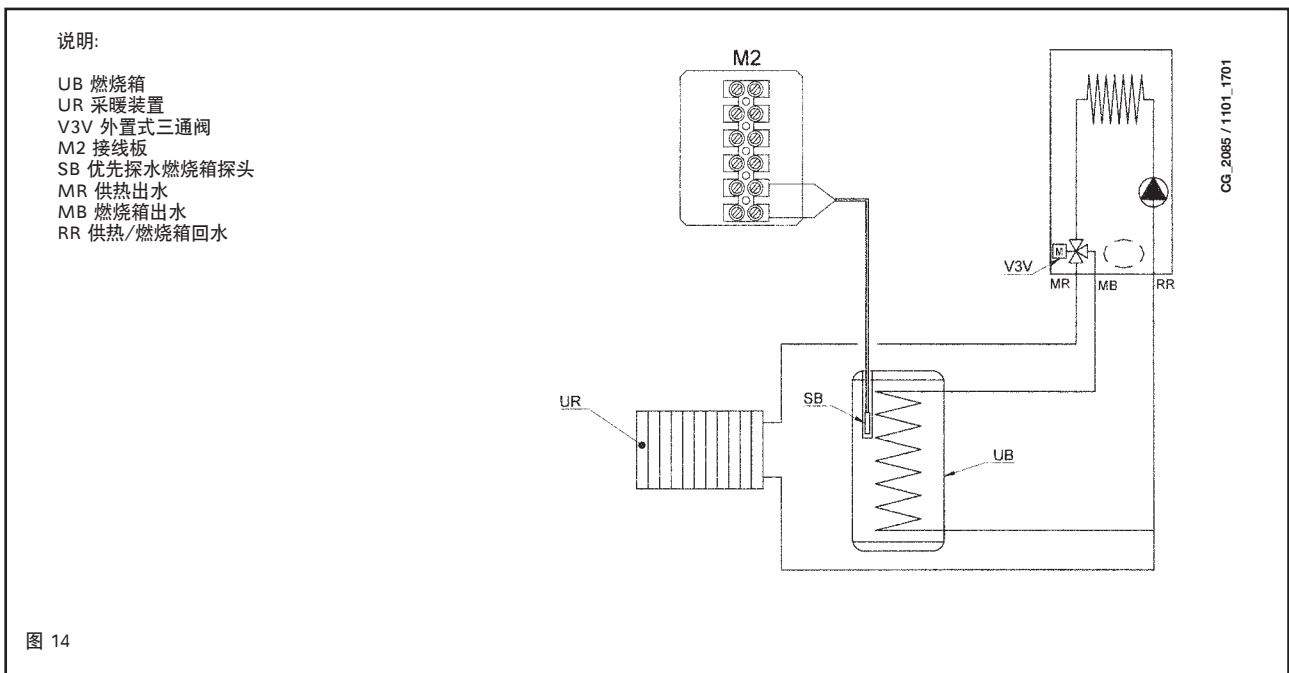 说明:
UB 燃烧箱
UR 采暖装置
V3V 外置式三通阀
M2 接线板
SB 优先探水燃烧箱探头
MR 供热出水
MB 燃烧箱出水
RR 供热/燃烧箱回水
M2
CG_2085 / 1101_1701
M
V3V
MR
MB
RR
SB
UR
UB
图 14